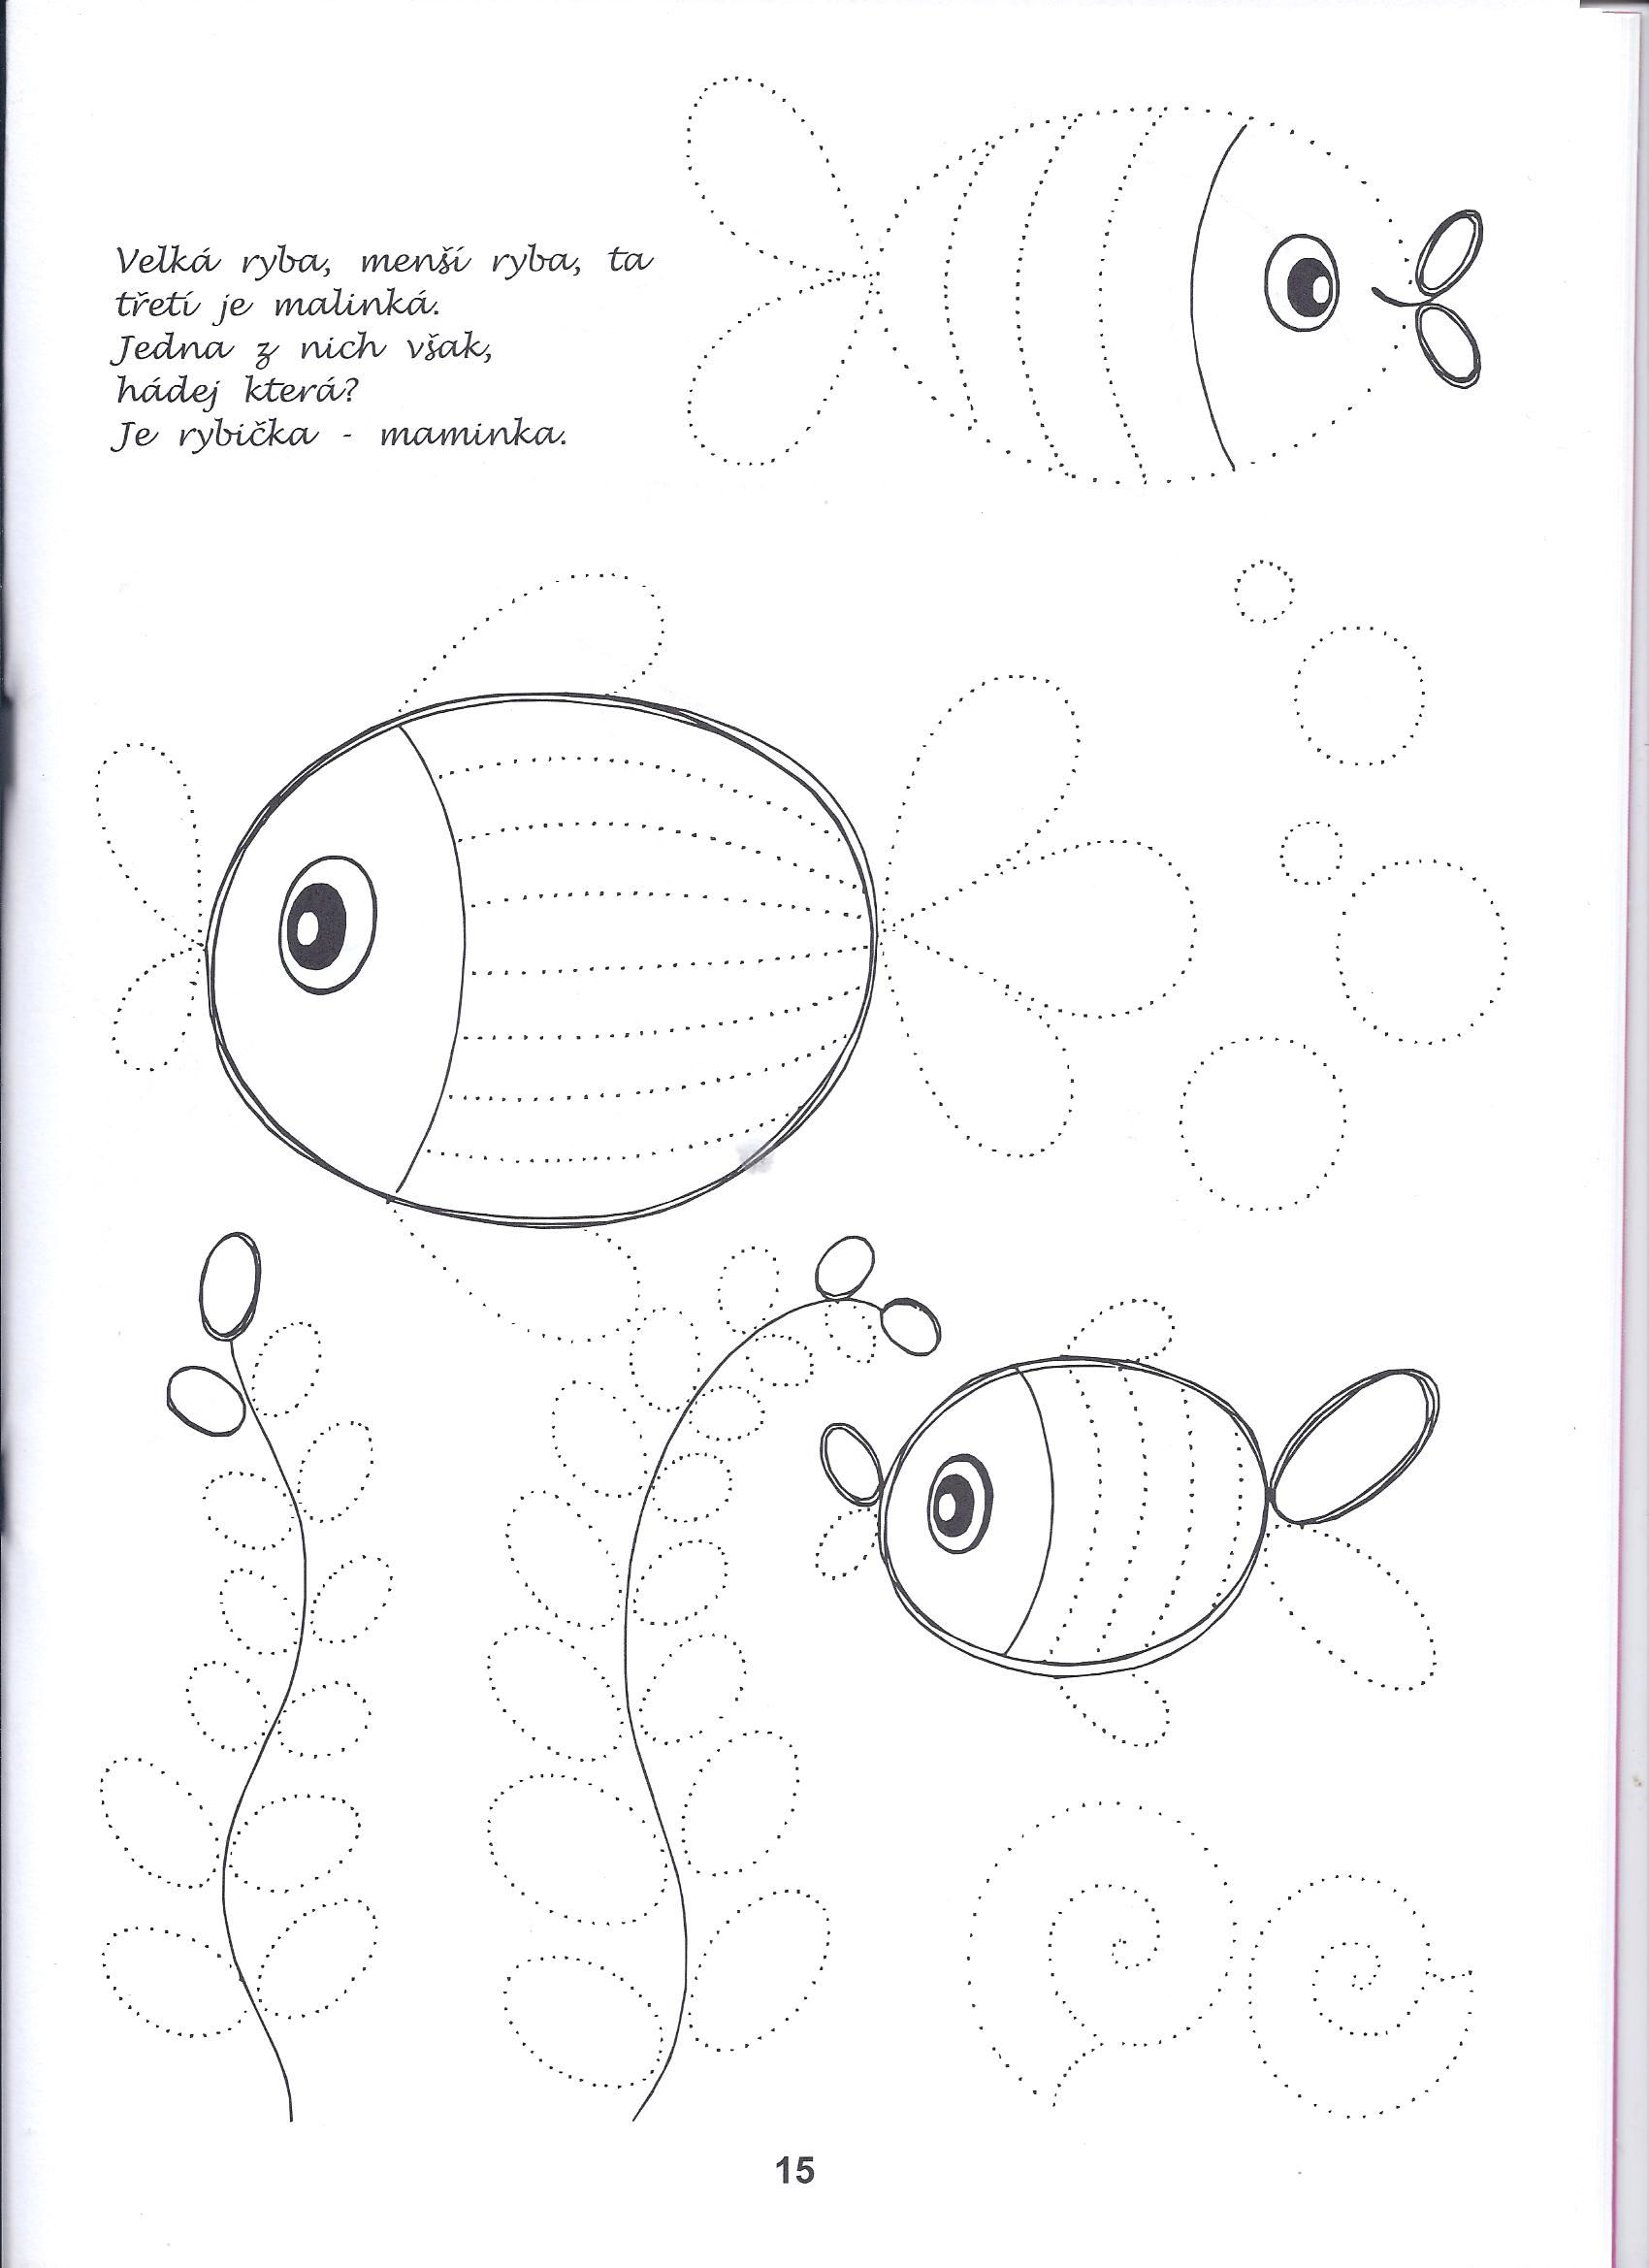 Velká ryba, menší ryba, ta
třetí je malinká.
Jedna z nich však,
hádej která?
Je rybička - maminka.
15